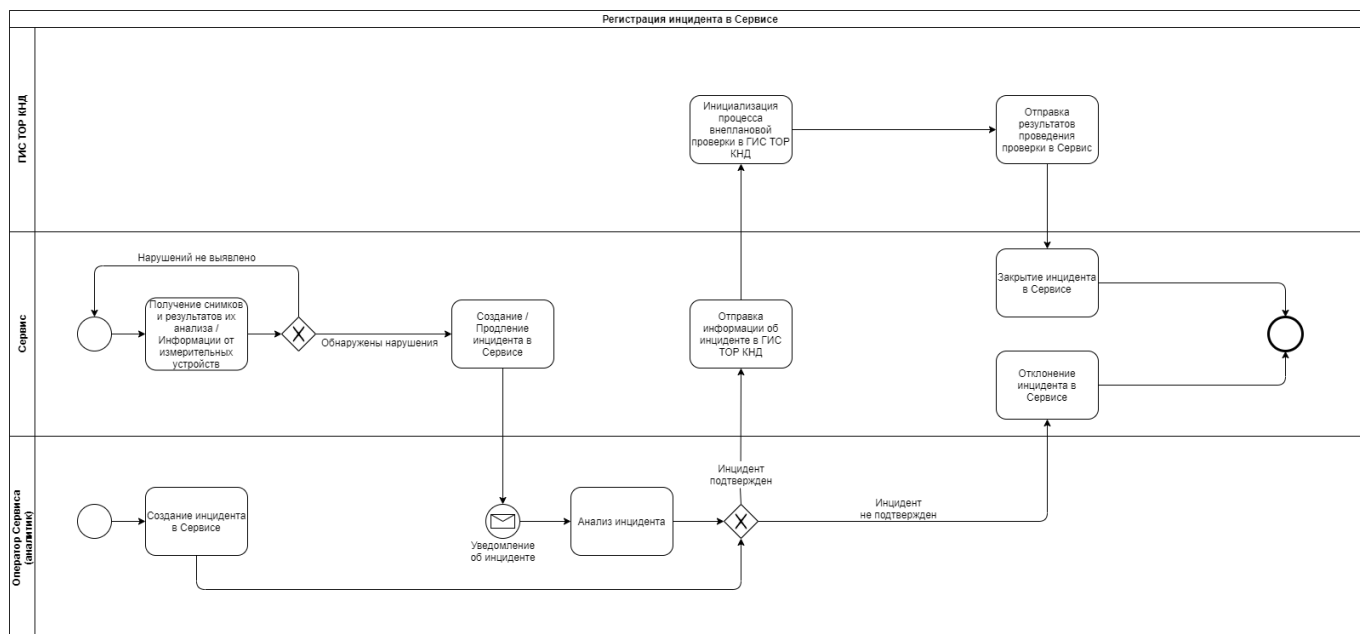 Регистрация инцидента в Сервисе
ГИС ТОР КНД
Инициализация
процесса
внеплановой
проверки в ГИС ТОР
КНД
Отправка
результатов
проведения
проверки в Сервис
Сервис
Нарушений не выявлено
Получение снимков
и результатов их
анализа /
Информации от
измерительных
устройств
Обнаружены нарушения
Создание /
Продление
инцидента в
Сервисе
Отправка
информации об
инциденте в ГИС
ТОР КНД
Закрытие инцидента
в Сервисе
Отклонение
инцидента в
Сервисе
Оператор Сервиса
(аналитик)
Создание инцидента
в Сервисе
Уведомление
об инциденте
Анализ инцидента
Инцидент
подтвержден
Инцидент
не подтвержден